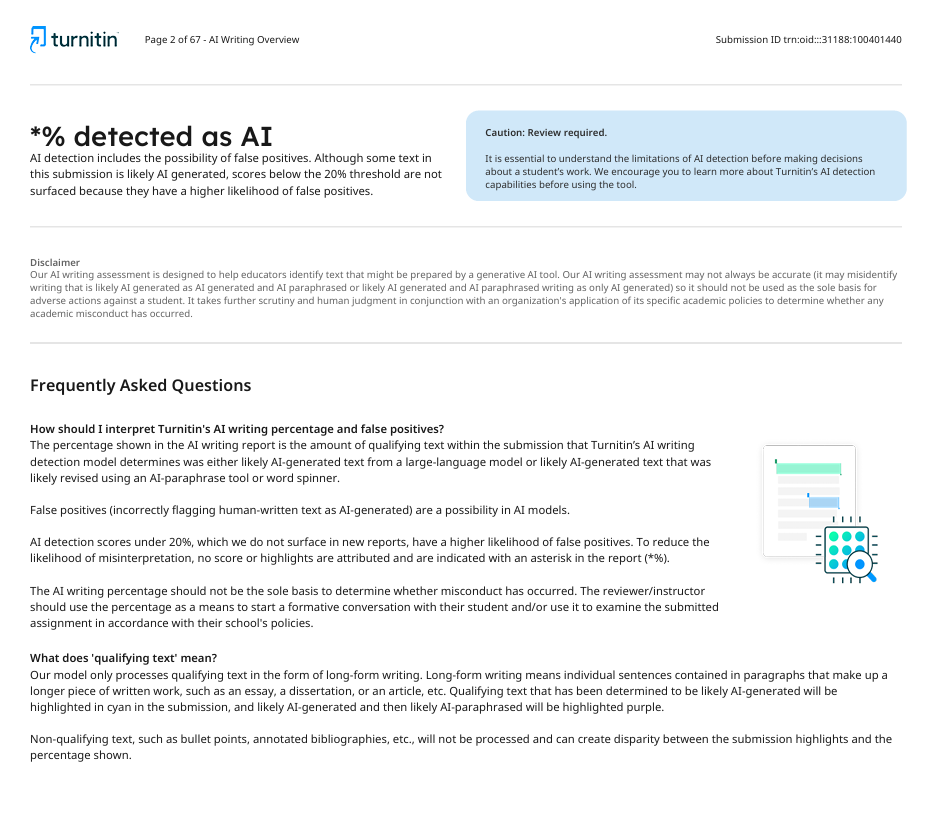 turnitin
Page 2 of 67 - AI Writing Overview
Submission ID trn:oid:::31188:100401440
*% detected as AI
AI detection includes the possibility of false positives. Although some text in
this submission is likely AI generated, scores below the 20% threshold are not
surfaced because they have a higher likelihood of false positives.
Caution: Review required.
It is essential to understand the limitations of AI detection before making decisions
about a student's work. We encourage you to learn more about Turnitin's AI detection
capabilities before using the tool.
Disclaimer
Our AI writing assessment is designed to help educators identify text that might be prepared by a generative AI tool. Our AI writing assessment may not always be accurate (it may misidentify
writing that is likely AI generated as AI generated and AI paraphrased or likely AI generated and AI paraphrased writing as only AI generated) so it should not be used as the sole basis for
adverse actions against a student. It takes further scrutiny and human judgment in conjunction with an organization's application of its specific academic policies to determine whether any
academic misconduct has occurred.
Frequently Asked Questions
How should I interpret Turnitin's AI writing percentage and false positives?
The percentage shown in the AI writing report is the amount of qualifying text within the submission that Turnitin's AI writing
detection model determines was either likely AI-generated text from a large-language model or likely AI-generated text that was
likely revised using an AI-paraphrase tool or word spinner.
False positives (incorrectly flagging human-written text as AI-generated) are a possibility in AI models.
AI detection scores under 20%, which we do not surface in new reports, have a higher likelihood of false positives. To reduce the
likelihood of misinterpretation, no score or highlights are attributed and are indicated with an asterisk in the report (*%).
The AI writing percentage should not be the sole basis to determine whether misconduct has occurred. The reviewer/instructor
should use the percentage as a means to start a formative conversation with their student and/or use it to examine the submitted
assignment in accordance with their school's policies.
What does 'qualifying text' mean?
Our model only processes qualifying text in the form of long-form writing. Long-form writing means individual sentences contained in paragraphs that make up a
longer piece of written work, such as an essay, a dissertation, or an article, etc. Qualifying text that has been determined to be likely AI-generated will be
highlighted in cyan in the submission, and likely AI-generated and then likely AI-paraphrased will be highlighted purple.
Non-qualifying text, such as bullet points, annotated bibliographies, etc., will not be processed and can create disparity between the submission highlights and the
percentage shown.